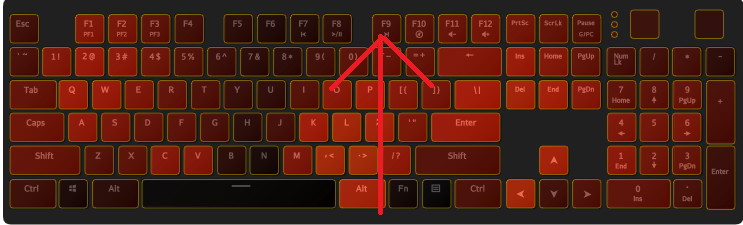 Esc F1 F2 F3 F4 F5 F6 F7 F8 F9 F10 F11 F12 PrtSc ScrLk Pause
PF1 PF2 PF3 G/PC
` ~ 1! 2@ 3# 4$ 5% 6^ 7& 8* 9( 0) - =+ Ins Home PgUp Num Lk / * -
Tab Q W E R T Y U I O P [{ ]} \| Del End PgDn 7 8 9 +
Home PgUp
Caps A S D F G H J K L '" Enter 4 5 6
Shift Z X C V B N M ,< .> /? Shift 1 2 3 Enter
End PgDn
Ctrl Alt Alt Fn Ctrl 0 .
Ins Del